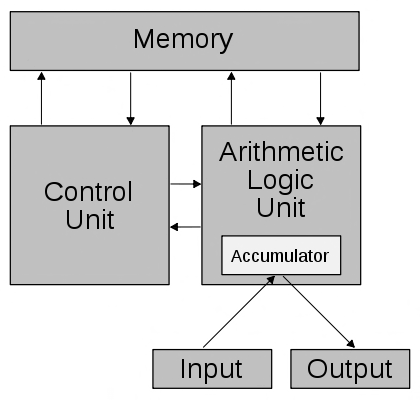 Memory
Control
Unit
Arithmetic
Logic
Unit
Accumulator
Input
Output